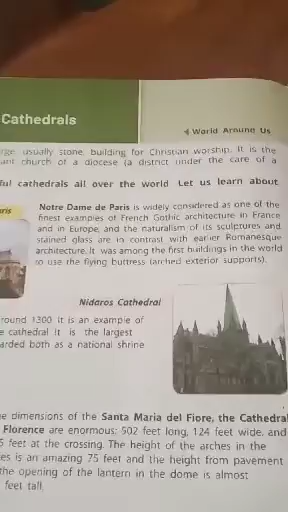 Cathedrals
World Around Us
usually stone, building for Christian worship. It is the
church of a diocese (a district under the care of a
cathedrals all over the world Let us learn about
Notre Dame de Paris is widely considered as one of the
finest examples of French Gothic architecture in France
and in Europe, and the naturalism of its sculptures and
stained glass are in contrast with earlier Romanesque
architecture. It was among the first buildings in the world
to use the flying buttress (arched exterior supports).
Nidaros Cathedral
round 1300 It is an example of
cathedral it is the largest
arded both as a national shrine
dimensions of the Santa Maria del Fiore, the Cathedra
Florence are enormous: 502 feet long, 124 feet wide, and
feet at the crossing. The height of the arches in the
es is an amazing 75 feet and the height from pavement
the opening of the lantern in the dome is almost
feet tall.